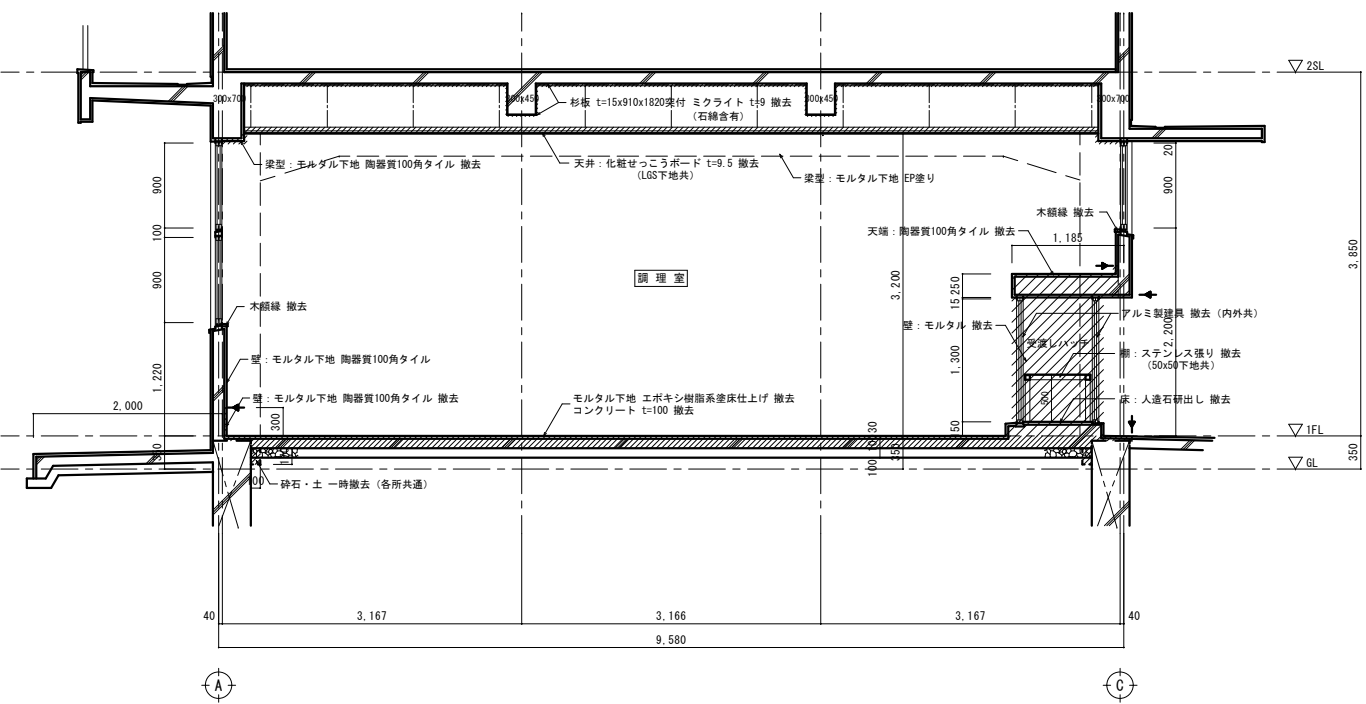 2SL
300x700
300x450
300x450
300x700
杉板 t=15x910x1820突付 ミクライト t=9 撤去
(石綿含有)
梁型：モルタル下地 陶器質100角タイル 撤去
天井：化粧せっこうボード t=9.5 撤去
(LGS下地共)
梁型：モルタル下地 EP塗り
20
900
900
100
900
木額縁 撤去
天端：陶器質100角タイル 撤去
1,185
3,850
調理室
3,200
250
15
木額縁 撤去
壁：モルタル 撤去
アルミ製建具 撤去（内外共）
受渡しハッチ
2,200
壁：モルタル下地 陶器質100角タイル
棚：ステンレス張り 撤去
(50x50下地共)
1,300
1,220
壁：モルタル下地 陶器質100角タイル 撤去
モルタル下地 エポキシ樹脂系塗床仕上げ 撤去
コンクリート t=100 撤去
床：人造石研出し 撤去
2,000
300
600
150
30
100
100
350
350
1FL
350
GL
砕石・土 一時撤去（各所共通）
40
3,167
3,166
3,167
40
9,580
A
C